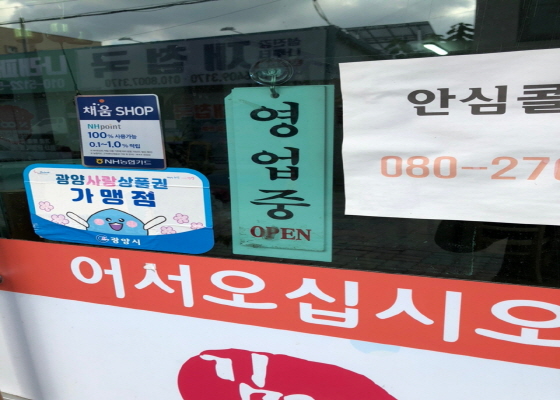 채움 SHOP
NHpoint
100% 사용가능
0.1~1.0% 적립
NH농협카드
광양사랑상품권
가맹점
광양시
영업중
OPEN
안심콜
080--270
어서오십시오
김